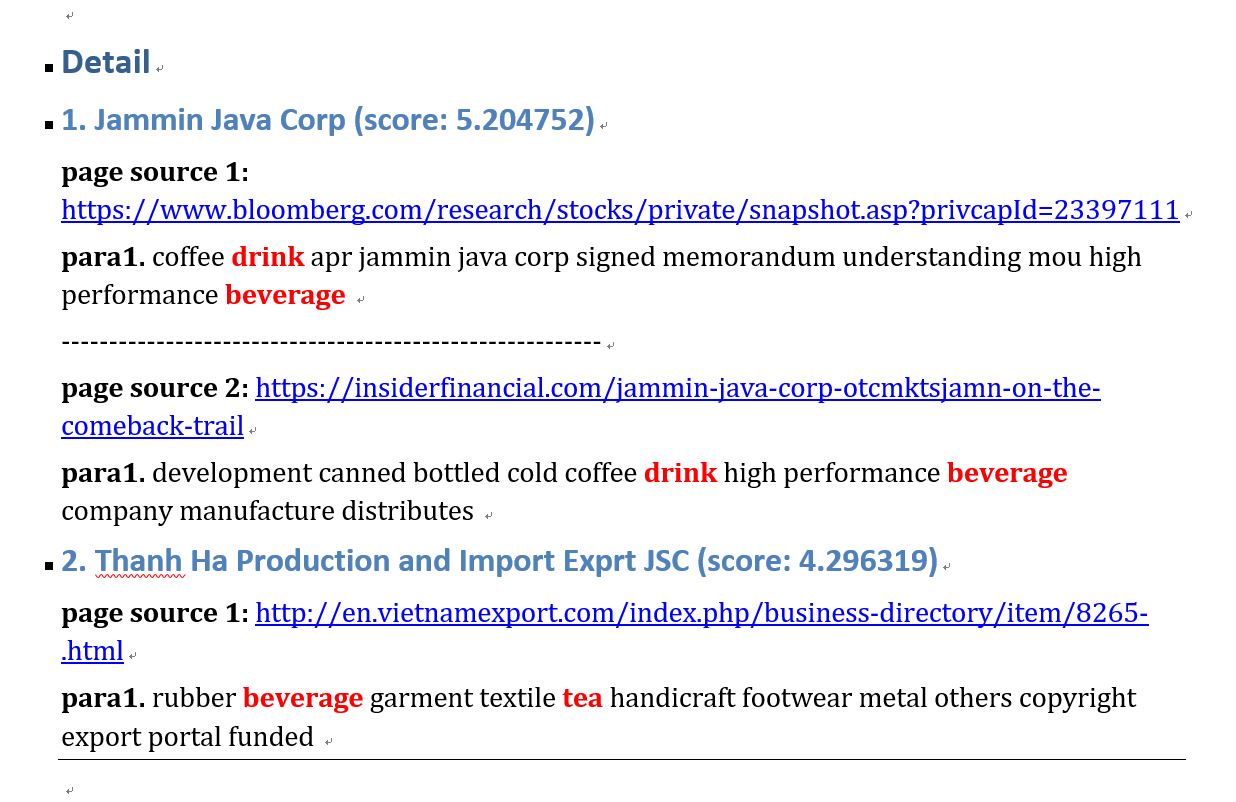 Detail
1. Jammin Java Corp (score: 5.204752)
page source 1:
https://www.bloomberg.com/research/stocks/private/snapshot.asp?privcapId=23397111
para1. coffee drink apr jammin java corp signed memorandum understanding mou high
performance beverage
---------------------------------------------------------
page source 2: https://insiderfinancial.com/jammin-java-corp-otcmktsjamn-on-the-
comeback-trail
para1. development canned bottled cold coffee drink high performance beverage
company manufacture distributes
2. Thanh Ha Production and Import Exprt JSC (score: 4.296319)
page source 1: http://en.vietnamexport.com/index.php/business-directory/item/8265-
.html
para1. rubber beverage garment textile tea handicraft footwear metal others copyright
export portal funded